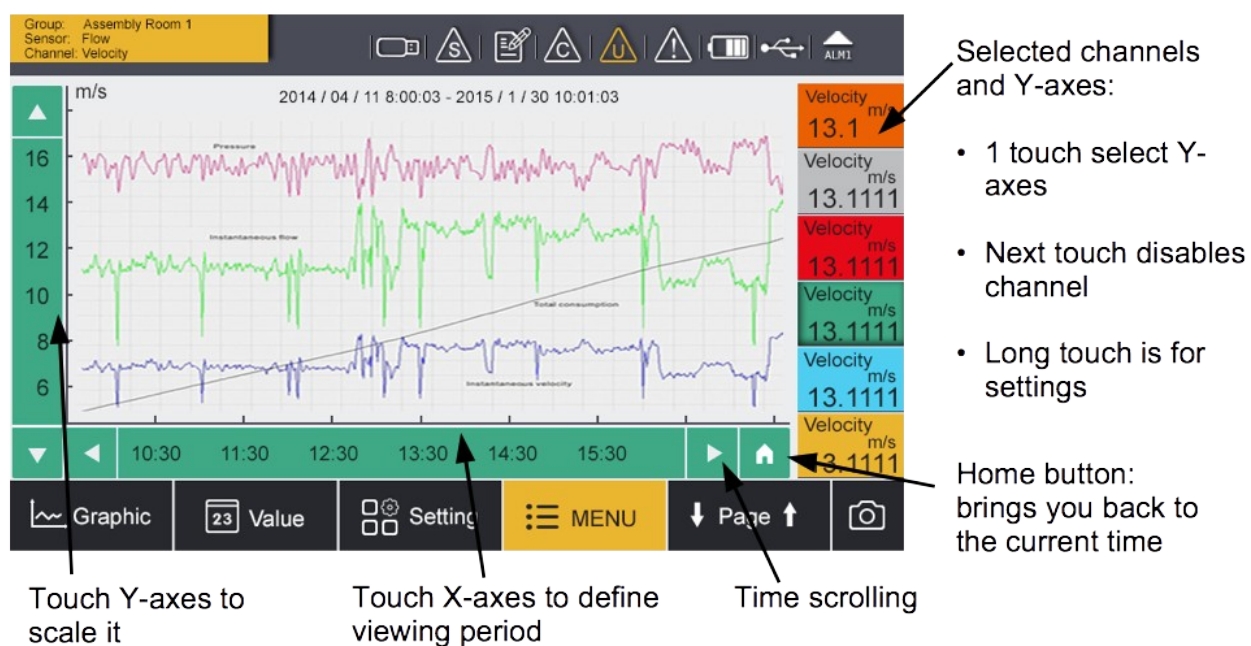 Group: Assembly Room 1
Sensor: Flow
Channel: Velocity
S
C
U
!
ALM1
m/s
2014 / 04 / 11 8:00:03 - 2015 / 1 / 30 10:01:03
16
14
12
10
8
6
Pressure
Instantaneous flow
Total consumption
Instantaneous velocity
Velocity
m/s
13.1
Velocity
m/s
13.1111
Velocity
m/s
13.1111
Velocity
m/s
13.1111
Velocity
m/s
13.1111
Velocity
m/s
13.1111
10:30 11:30 12:30 13:30 14:30 15:30
Graphic 23 Value Setting MENU Page
Selected channels
and Y-axes:
• 1 touch select Y-
axes
• Next touch disables
channel
• Long touch is for
settings
Home button:
brings you back to
the current time
Touch Y-axes to
scale it
Touch X-axes to define
viewing period
Time scrolling